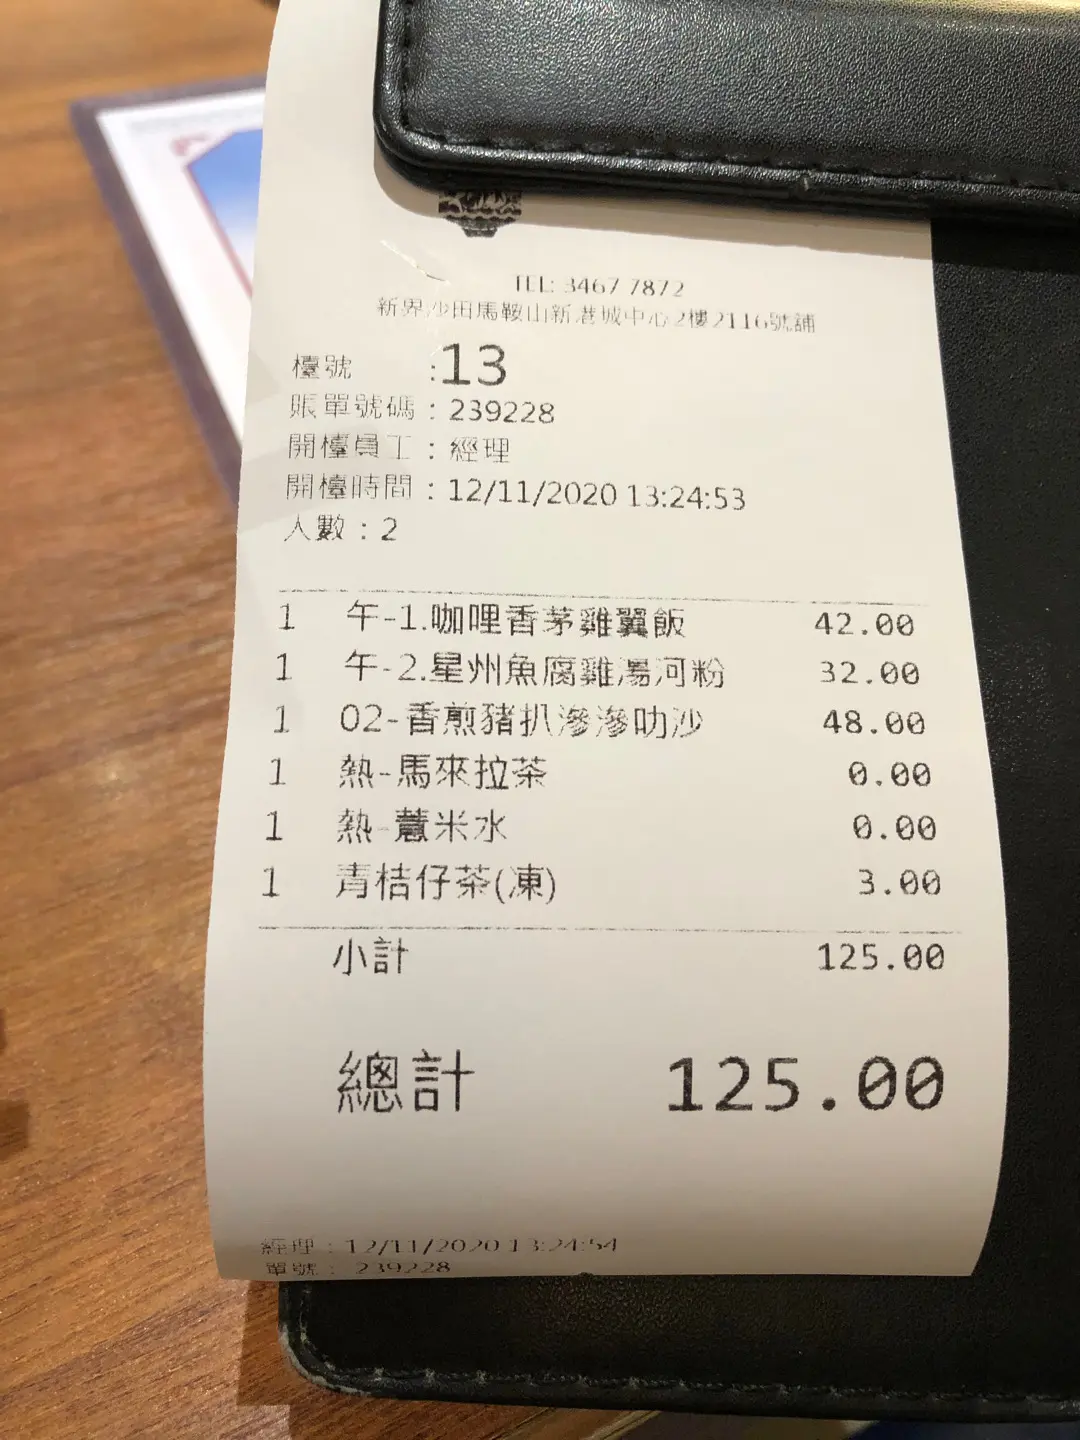 TEL: 3467 7872
新界沙田馬鞍山新港城中心2樓2116號舖
檯號 :13
賬單號碼 : 239228
開檯員工 : 經理
開檯時間 : 12/11/2020 13:24:53
人數 : 2
1 午-1.咖哩香茅雞翼飯 42.00
1 午-2.星州魚腐雞湯河粉 32.00
1 02-香煎豬扒滲滲叻沙 48.00
1 熱-馬來拉茶 0.00
1 熱-薏米水 0.00
1 青桔仔茶(凍) 3.00
小計 125.00
總計 125.00
經理 : 12/11/2020 13:24:54
單號 : 239228